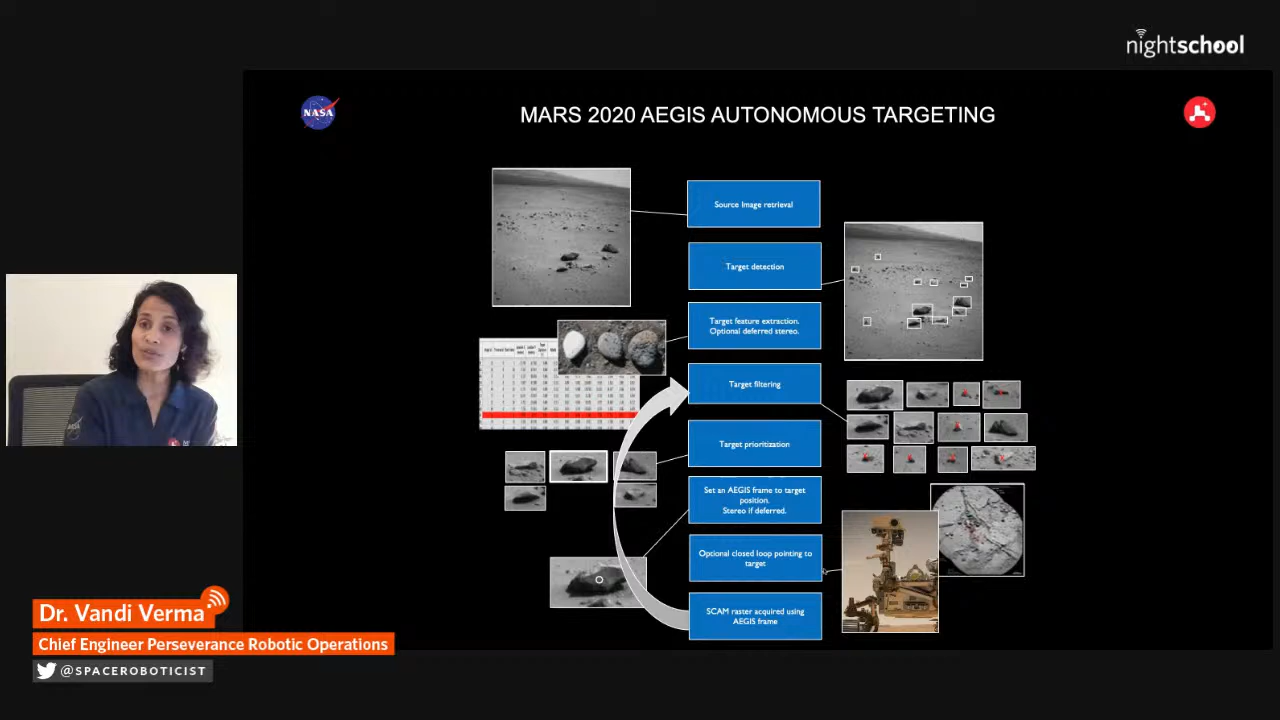 nightschool
NASA
MARS 2020 AEGIS AUTONOMOUS TARGETING
Source Image retrieval
Target detection
Target feature extraction.
Optional deferred stereo.
Target filtering
Target prioritization
Set an AEGIS frame to target
position.
Stereo if deferred.
Optional closed loop pointing to
target
SCAM raster acquired using
AEGIS frame
Dr. Vandi Verma
Chief Engineer Perseverance Robotic Operations
@SPACEROBOTICIST